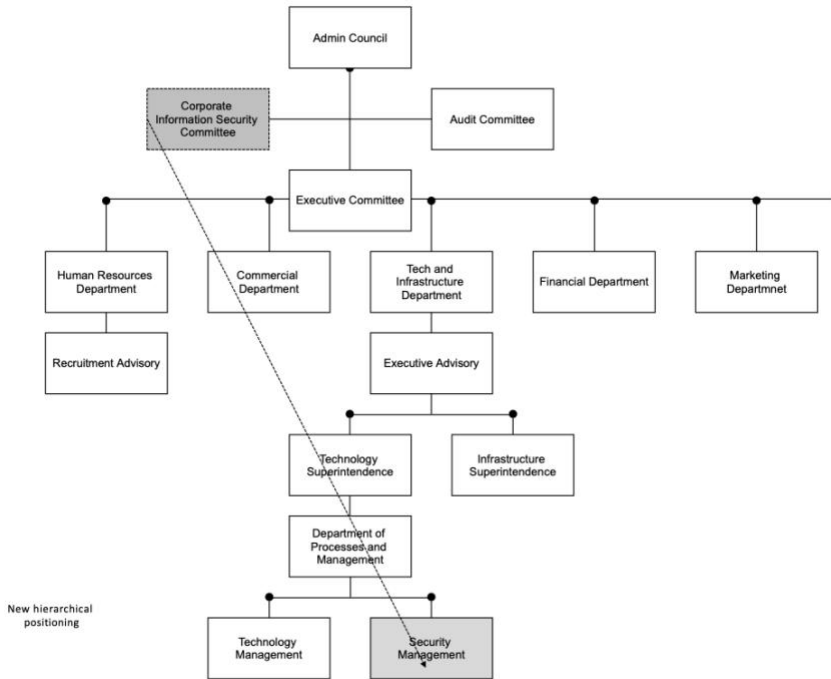 Admin Council
Corporate
Information Security
Committee
Audit Committee
Executive Committee
Human Resources
Department
Commercial
Department
Tech and
Infrastructure
Department
Financial Department
Marketing
Departmnet
Recruitment Advisory
Executive Advisory
Technology
Superintendence
Infrastructure
Superintendence
Department of
Processes and
Management
New hierarchical
positioning
Technology
Management
Security
Management